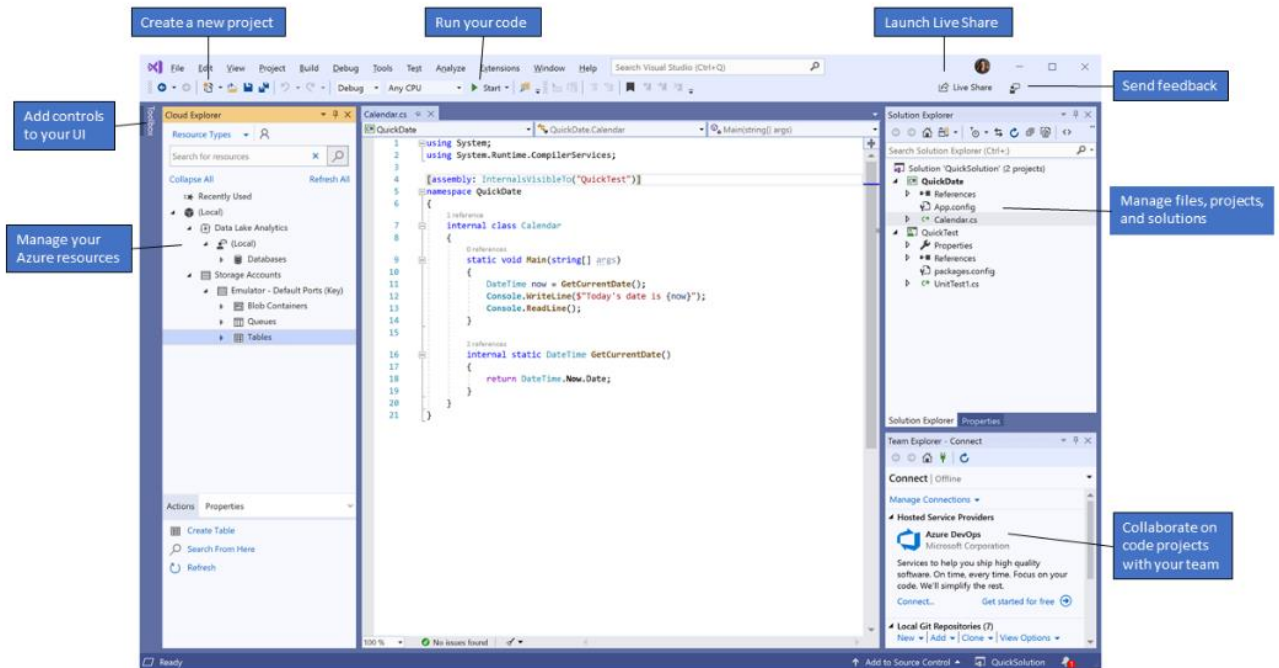 Create a new project
Run your code
Launch Live Share
File Edit View Project Build Debug Tools Test Analyze Extensions Window Help Search Visual Studio (Ctrl+Q)
Debug Any CPU Start Live Share
Send feedback
Add controls
to your UI
Toolbox
Cloud Explorer
Resource Types
Search for resources
Collapse All Refresh All
Recently Used
(Local)
Data Lake Analytics
(Local)
Databases
Storage Accounts
Emulator - Default Ports (Key)
Blob Containers
Queues
Tables
Manage your
Azure resources
Actions Properties
Create Table
Search From Here
Refresh
Calendar.cs
QuickDate QuickDate.Calendar Main(string[] args)
1 using System;
2 using System.Runtime.CompilerServices;
3
4 [assembly: InternalsVisibleTo("QuickTest")]
5 namespace QuickDate
6 {
1 reference
7 internal class Calendar
8 {
0 references
9 static void Main(string[] args)
10 {
11 DateTime now = GetCurrentDate();
12 Console.WriteLine($"Today's date is {now}");
13 Console.ReadLine();
14 }
15
2 references
16 internal static DateTime GetCurrentDate()
17 {
18 return DateTime.Now.Date;
19 }
20 }
21 }
100 % No issues found
Solution Explorer
Search Solution Explorer (Ctrl+;)
Solution 'QuickSolution' (2 projects)
QuickDate
References
App.config
C# Calendar.cs
QuickTest
Properties
References
packages.config
C# UnitTest1.cs
Solution Explorer Properties
Manage files, projects,
and solutions
Team Explorer - Connect
Connect | Offline
Manage Connections
Hosted Service Providers
Azure DevOps
Microsoft Corporation
Services to help you ship high quality
software. On time, every time. Focus on your
code. We'll simplify the rest.
Connect... Get started for free
Local Git Repositories (7)
New | Add | Clone | View Options
Collaborate on
code projects
with your team
Ready Add to Source Control QuickSolution